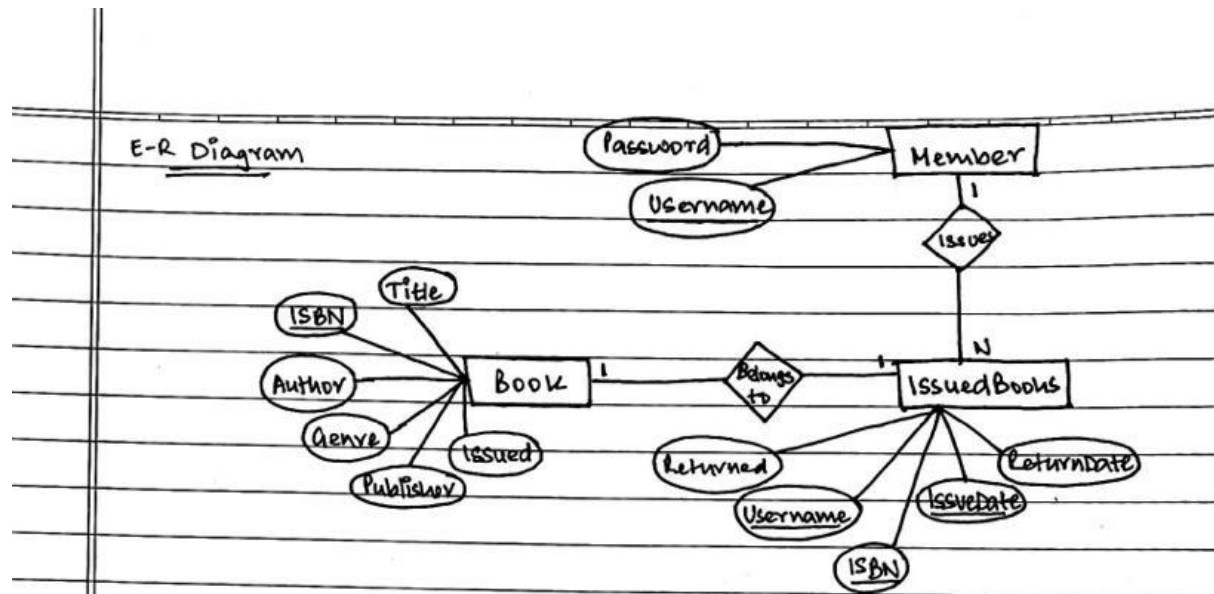 E-R Diagram
Password
Member
Username
1
Issues
Title
ISBN
N
Author
Book
1
Belongs
to
1
IssuedBooks
Genre
Issued
Publisher
Returned
ReturnDate
Username
IssueDate
ISBN